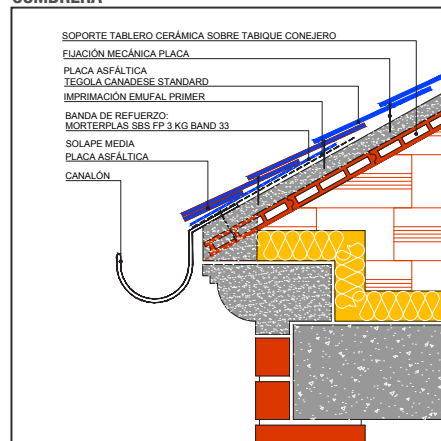 CUMBRERA
SOPORTE TABLERO CERÁMICA SOBRE TABIQUE CONEJERO
FIJACIÓN MECÁNICA PLACA
PLACA ASFÁLTICA
TEGOLA CANADESE STANDARD
IMPRIMACIÓN EMUFAL PRIMER
BANDA DE REFUERZO:
MORTERPLAS SBS FP 3 KG BAND 33
SOLAPE MEDIA
PLACA ASFÁLTICA
CANALÓN